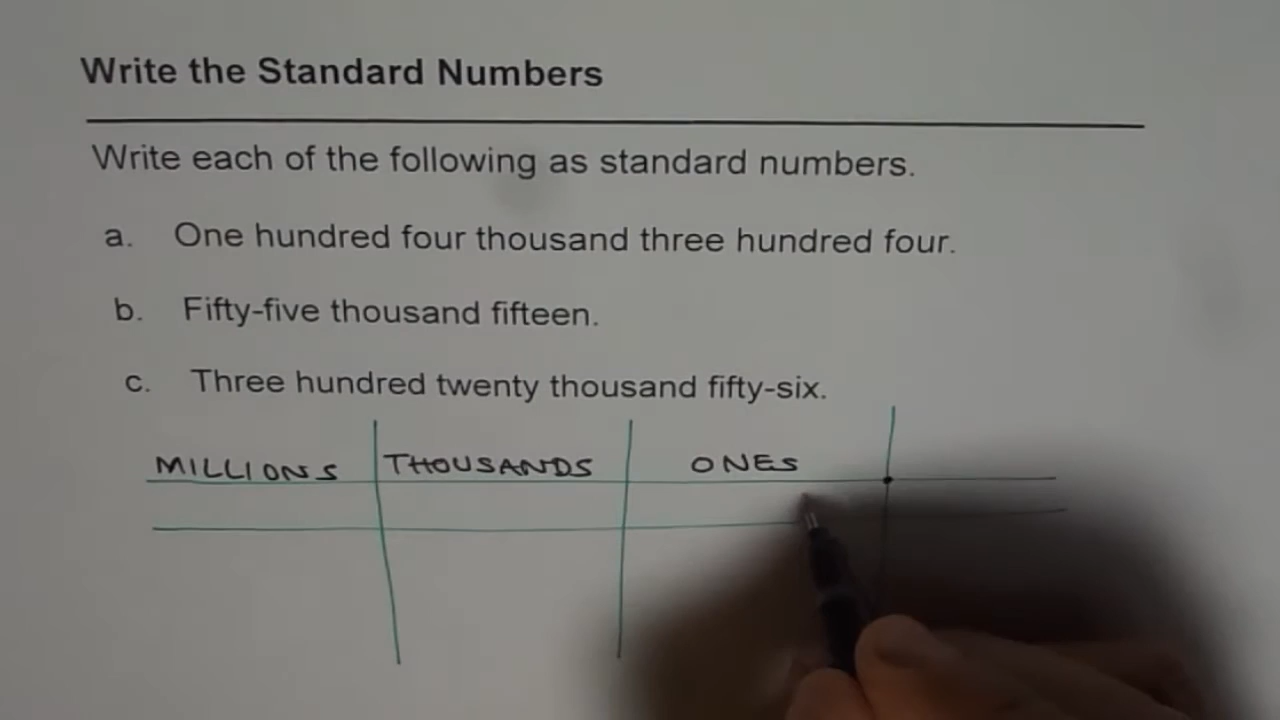 Write the Standard Numbers
Write each of the following as standard numbers.
a. One hundred four thousand three hundred four.
b. Fifty-five thousand fifteen.
c. Three hundred twenty thousand fifty-six.
MILLIONS THOUSANDS ONES